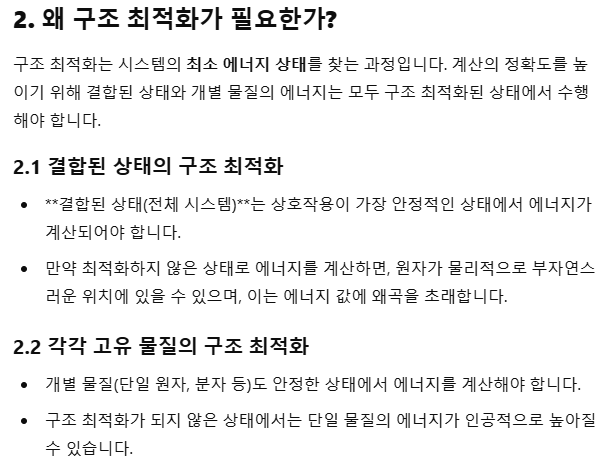 2. 왜 구조 최적화가 필요한가?
구조 최적화는 시스템의 최소 에너지 상태를 찾는 과정입니다. 계산의 정확도를 높
이기 위해 결합된 상태와 개별 물질의 에너지는 모두 구조 최적화된 상태에서 수행
해야 합니다.
2.1 결합된 상태의 구조 최적화
• **결합된 상태(전체 시스템)**는 상호작용이 가장 안정적인 상태에서 에너지가
계산되어야 합니다.
• 만약 최적화하지 않은 상태로 에너지를 계산하면, 원자가 물리적으로 부자연스
러운 위치에 있을 수 있으며, 이는 에너지 값에 왜곡을 초래합니다.
2.2 각각 고유 물질의 구조 최적화
• 개별 물질(단일 원자, 분자 등)도 안정한 상태에서 에너지를 계산해야 합니다.
• 구조 최적화가 되지 않은 상태에서는 단일 물질의 에너지가 인공적으로 높아질
수 있습니다.